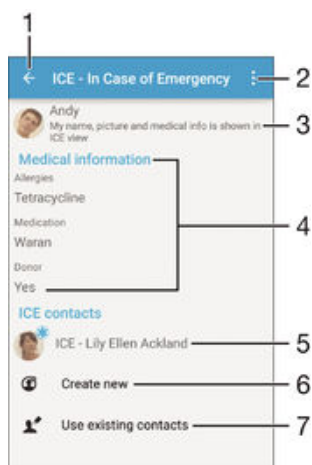 1
ICE - In Case of Emergency
2
Andy
My name, picture and medical info is shown in
ICE view
3
Medical information
Allergies
Tetracycline
Medication
Waran
4
Donor
Yes
ICE contacts
ICE - Lily Ellen Ackland
5
Create new
6
Use existing contacts
7